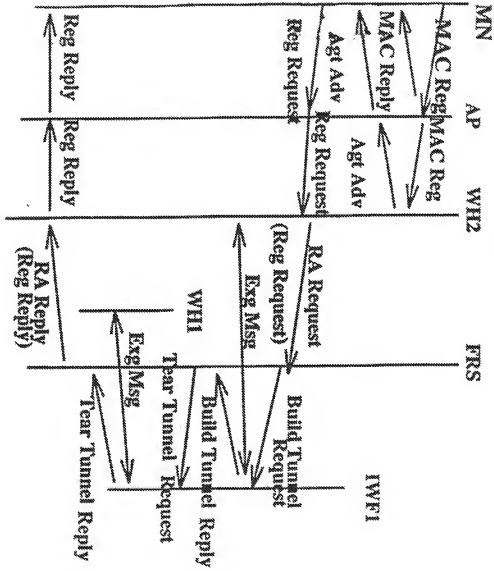 MN
AP
WH2
FRS
IWF1
MAC Reg
MAC Reg
MAC Reply
Agt Adv
Agt Adv
Reg Request
Reg Request
RA Request
(Reg Request)
Build Tunnel
Request
Exg Msg
Build Tunnel Reply
WH1
Tear Tunnel
Request
Exg Msg
Tear Tunnel Reply
RA Reply
(Reg Reply)
Reg Reply
Reg Reply